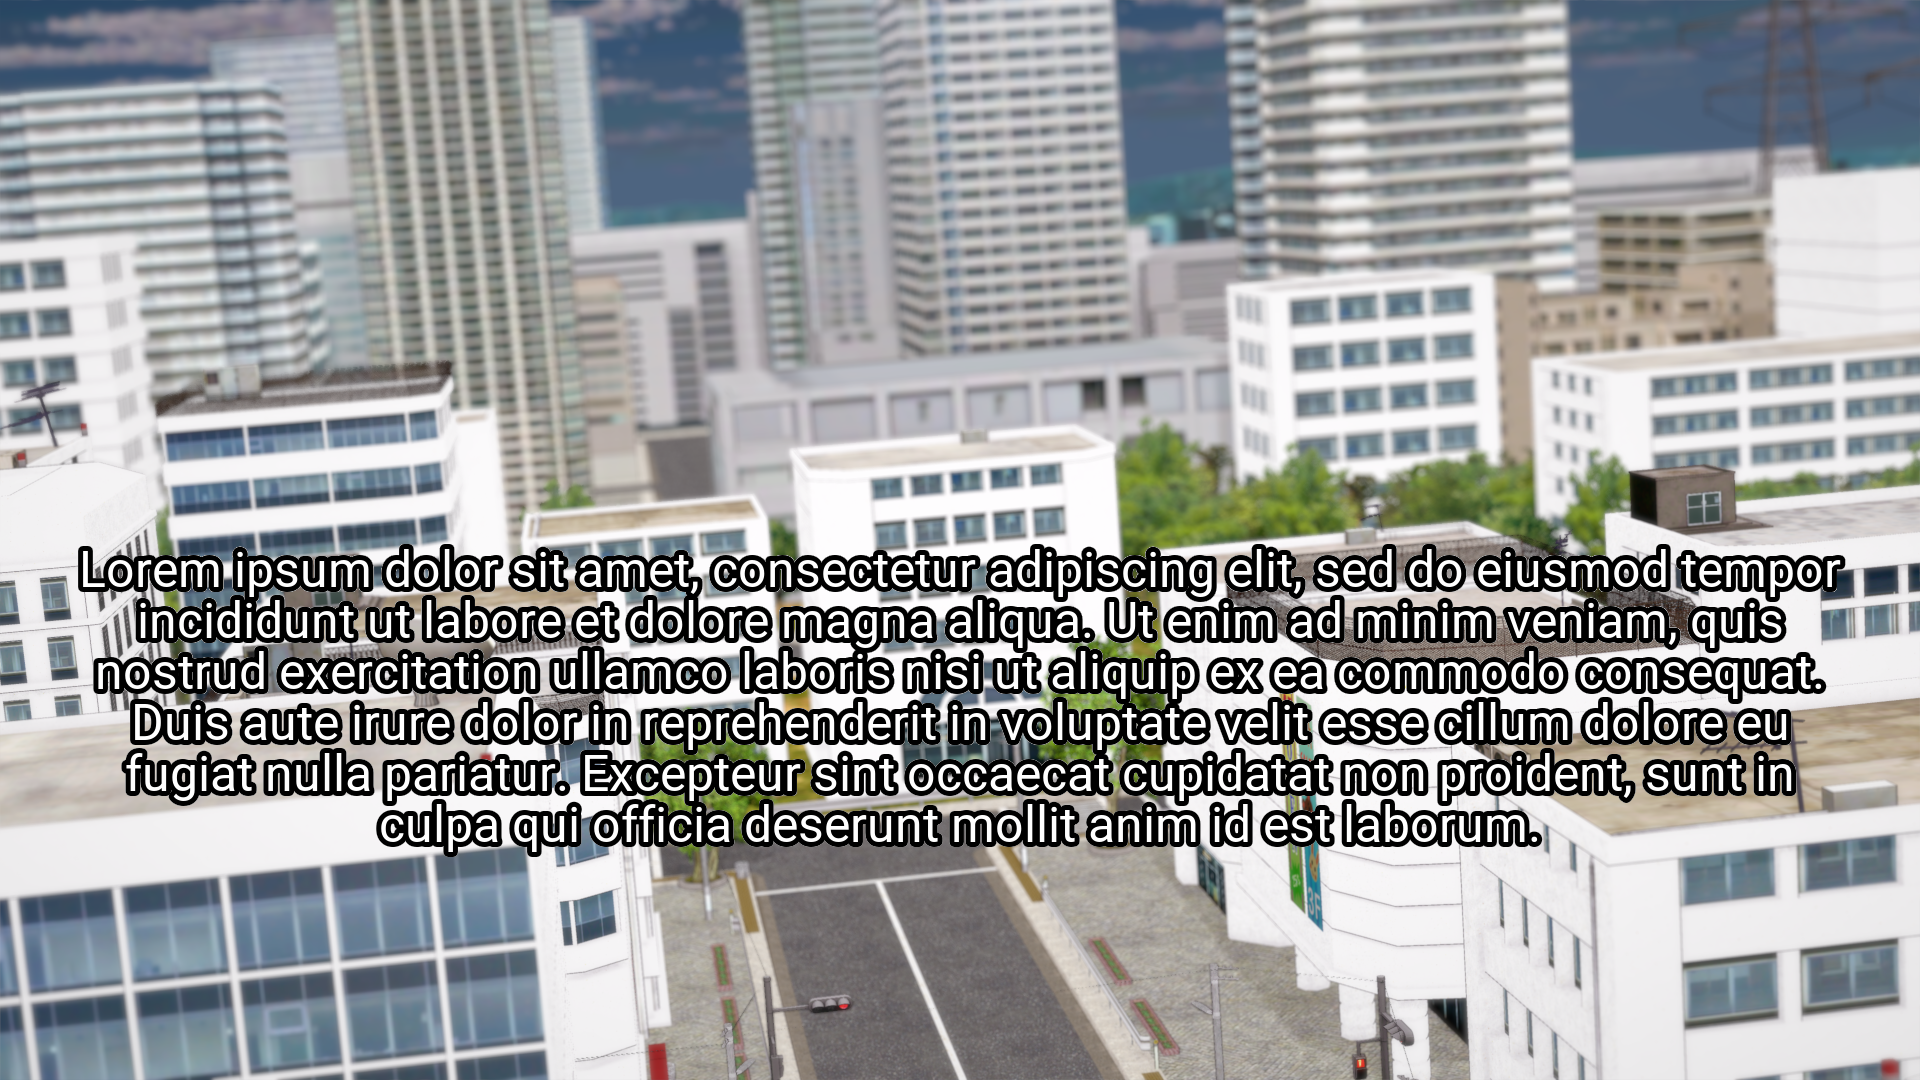 Lorem ipsum dolor sit amet, consectetur adipiscing elit, sed do eiusmod tempor
incididunt ut labore et dolore magna aliqua. Ut enim ad minim veniam, quis
nostrud exercitation ullamco laboris nisi ut aliquip ex ea commodo consequat.
Duis aute irure dolor in reprehenderit in voluptate velit esse cillum dolore eu
fugiat nulla pariatur. Excepteur sint occaecat cupidatat non proident, sunt in
culpa qui officia deserunt mollit anim id est laborum.
3F